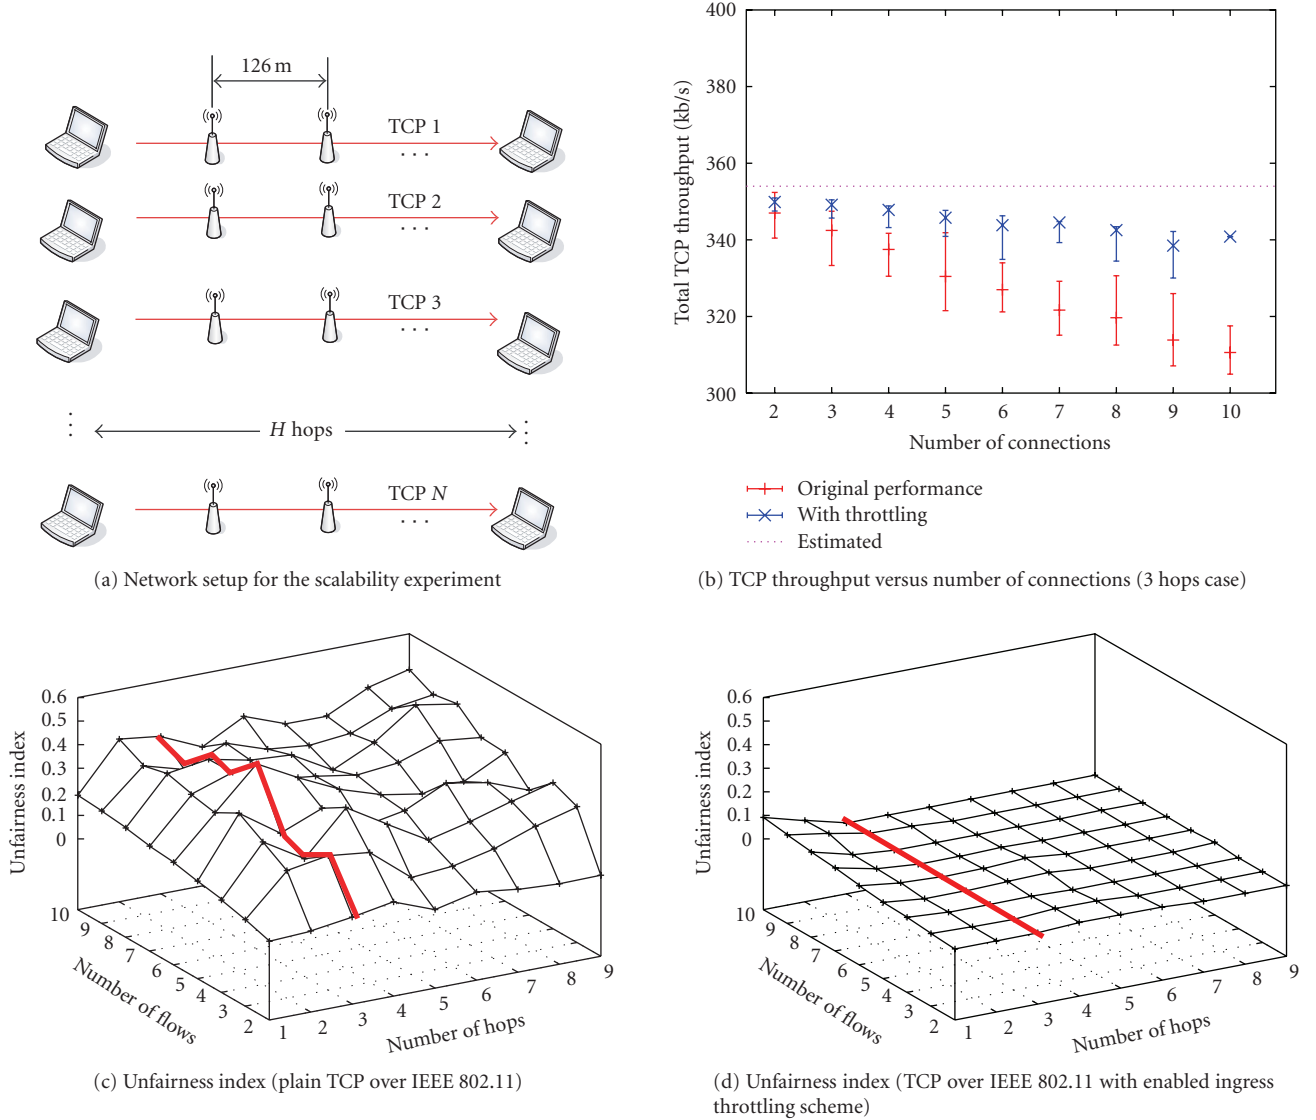 126 m
TCP 1
. . .
TCP 2
. . .
TCP 3
. . .
H hops
TCP N
. . .
(a) Network setup for the scalability experiment
400
380
360
340
320
300
Total TCP throughput (kb/s)
2 3 4 5 6 7 8 9 10
Number of connections
Original performance
With throttling
Estimated
(b) TCP throughput versus number of connections (3 hops case)
0.6
0.5
0.4
0.3
0.2
0.1
0
Unfairness index
10 9 8 7 6 5 4 3 2
Number of flows
1 2 3 4 5 6 7 8 9
Number of hops
(c) Unfairness index (plain TCP over IEEE 802.11)
0.6
0.5
0.4
0.3
0.2
0.1
0
Unfairness index
10 9 8 7 6 5 4 3 2
Number of flows
1 2 3 4 5 6 7 8 9
Number of hops
(d) Unfairness index (TCP over IEEE 802.11 with enabled ingress
throttling scheme)